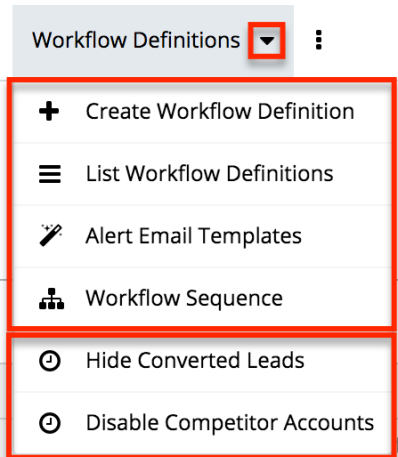 Workflow Definitions
Create Workflow Definition
List Workflow Definitions
Alert Email Templates
Workflow Sequence
Hide Converted Leads
Disable Competitor Accounts